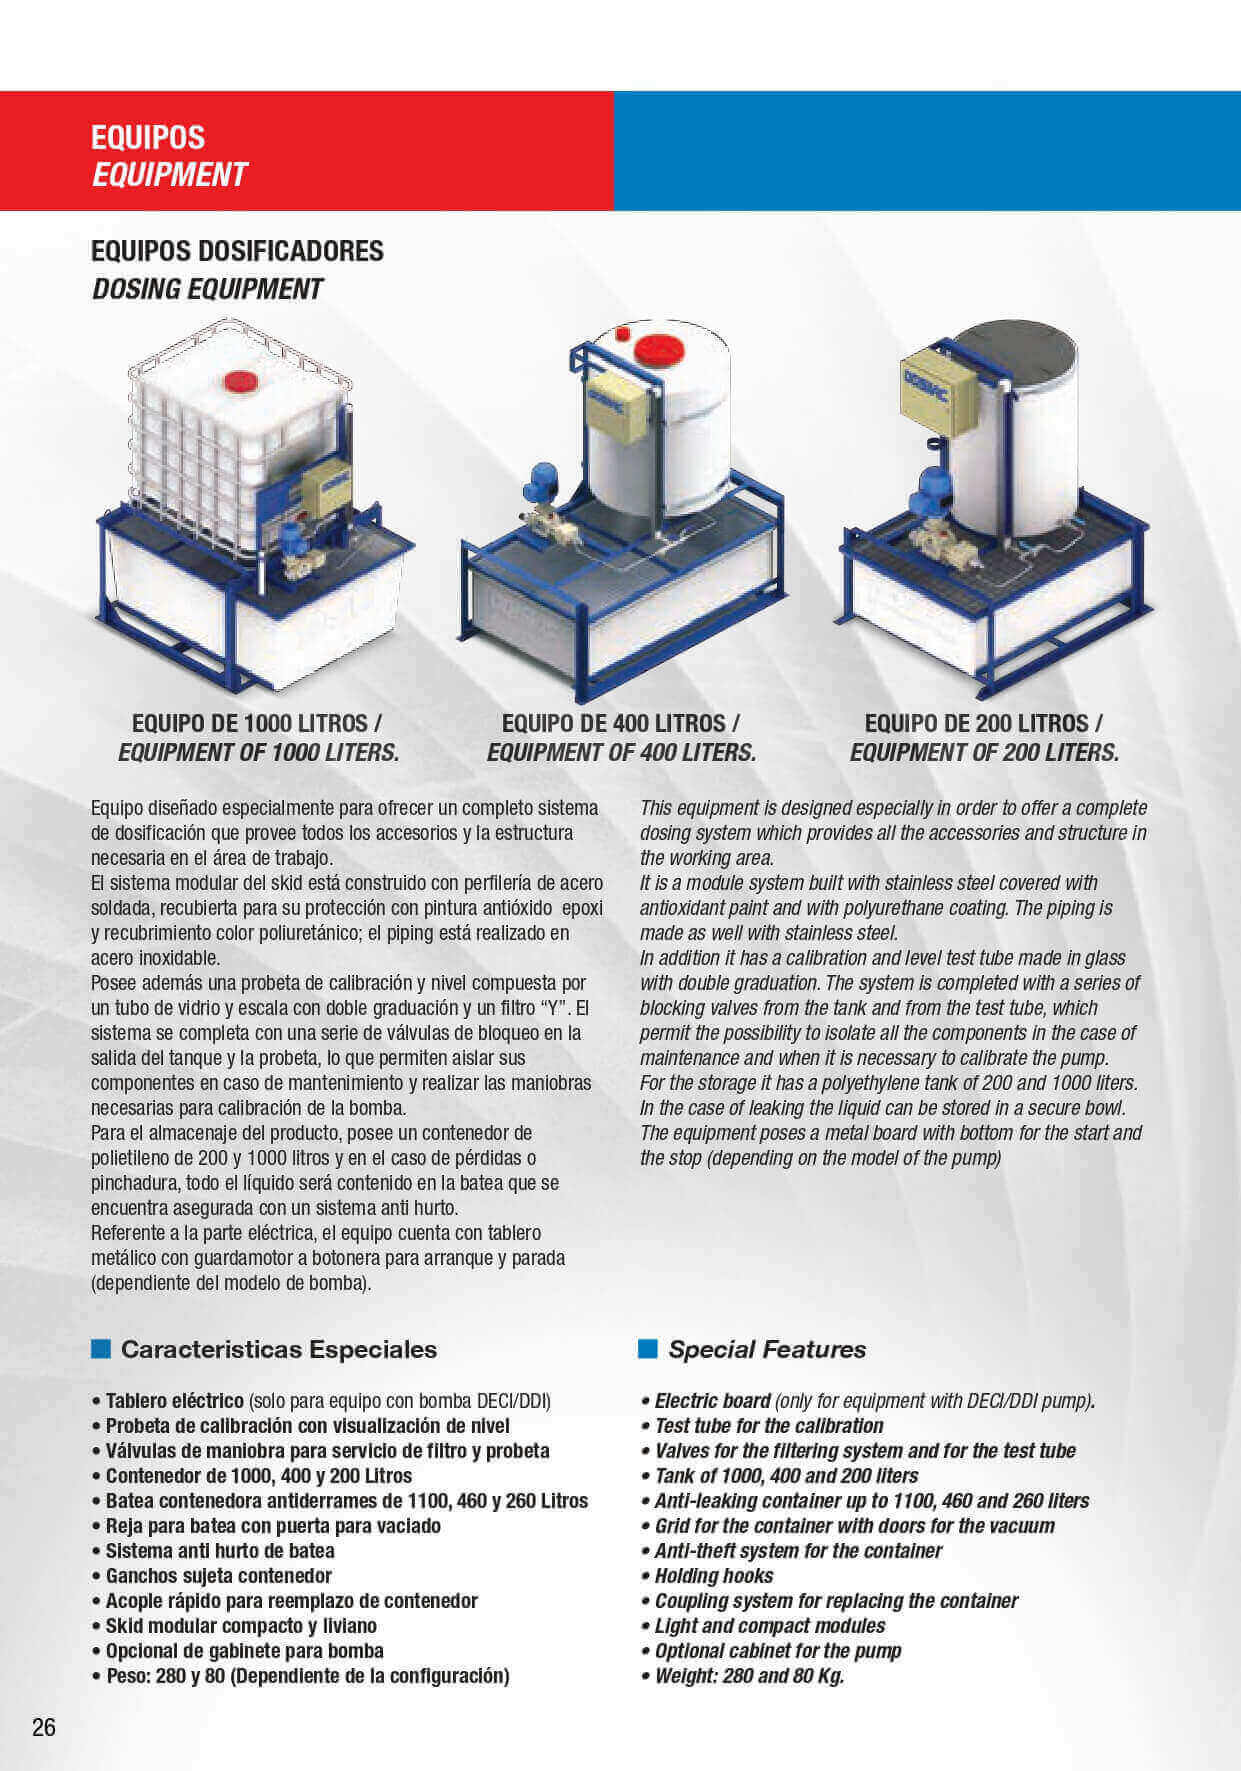 EQUIPOS
EQUIPMENT
EQUIPOS DOSIFICADORES
DOSING EQUIPMENT
DOSIVAC
DOSIVAC
EQUIPO DE 1000 LITROS /
EQUIPMENT OF 1000 LITERS.
EQUIPO DE 400 LITROS /
EQUIPMENT OF 400 LITERS.
EQUIPO DE 200 LITROS /
EQUIPMENT OF 200 LITERS.
Equipo diseñado especialmente para ofrecer un completo sistema
de dosificación que provee todos los accesorios y la estructura
necesaria en el área de trabajo.
El sistema modular del skid está construido con perfilería de acero
soldada, recubierta para su protección con pintura antióxido epoxi
y recubrimiento color poliuretánico; el piping está realizado en
acero inoxidable.
Posee además una probeta de calibración y nivel compuesta por
un tubo de vidrio y escala con doble graduación y un filtro “Y”. El
sistema se completa con una serie de válvulas de bloqueo en la
salida del tanque y la probeta, lo que permiten aislar sus
componentes en caso de mantenimiento y realizar las maniobras
necesarias para calibración de la bomba.
Para el almacenaje del producto, posee un contenedor de
polietileno de 200 y 1000 litros y en el caso de pérdidas o
pinchadura, todo el líquido será contenido en la batea que se
encuentra asegurada con un sistema anti hurto.
Referente a la parte eléctrica, el equipo cuenta con tablero
metálico con guardamotor a botonera para arranque y parada
(dependiente del modelo de bomba).
This equipment is designed especially in order to offer a complete
dosing system which provides all the accessories and structure in
the working area.
It is a module system built with stainless steel covered with
antioxidant paint and with polyurethane coating. The piping is
made as well with stainless steel.
In addition it has a calibration and level test tube made in glass
with double graduation. The system is completed with a series of
blocking valves from the tank and from the test tube, which
permit the possibility to isolate all the components in the case of
maintenance and when it is necessary to calibrate the pump.
For the storage it has a polyethylene tank of 200 and 1000 liters.
In the case of leaking the liquid can be stored in a secure bowl.
The equipment poses a metal board with bottom for the start and
the stop (depending on the model of the pump)
Caracteristicas Especiales
• Tablero eléctrico (solo para equipo con bomba DECI/DDI)
• Probeta de calibración con visualización de nivel
• Válvulas de maniobra para servicio de filtro y probeta
• Contenedor de 1000, 400 y 200 Litros
• Batea contenedora antiderrames de 1100, 460 y 260 Litros
• Reja para batea con puerta para vaciado
• Sistema anti hurto de batea
• Ganchos sujeta contenedor
• Acople rápido para reemplazo de contenedor
• Skid modular compacto y liviano
• Opcional de gabinete para bomba
• Peso: 280 y 80 (Dependiente de la configuración)
Special Features
• Electric board (only for equipment with DECI/DDI pump).
• Test tube for the calibration
• Valves for the filtering system and for the test tube
• Tank of 1000, 400 and 200 liters
• Anti-leaking container up to 1100, 460 and 260 liters
• Grid for the container with doors for the vacuum
• Anti-theft system for the container
• Holding hooks
• Coupling system for replacing the container
• Light and compact modules
• Optional cabinet for the pump
• Weight: 280 and 80 Kg.
26